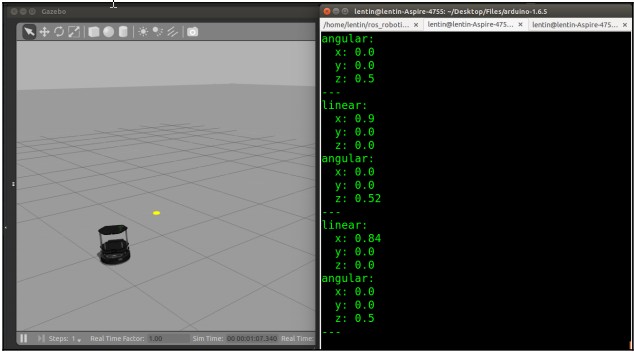 Gazebo
Steps: 1
Real Time Factor: 1.00
Sim Time: 00 00:01:07.340
Real Time:
lentin@lentin-Aspire-4755: ~/Desktop/Files/arduino-1.6.5
/home/lentin/ros_roboti... ×
lentin@lentin-Aspire-475... ×
lentin@lentin-Aspire-475... ×
angular:
x: 0.0
y: 0.0
z: 0.5
---
linear:
x: 0.9
y: 0.0
z: 0.0
angular:
x: 0.0
y: 0.0
z: 0.52
---
linear:
x: 0.84
y: 0.0
z: 0.0
angular:
x: 0.0
y: 0.0
z: 0.5
---